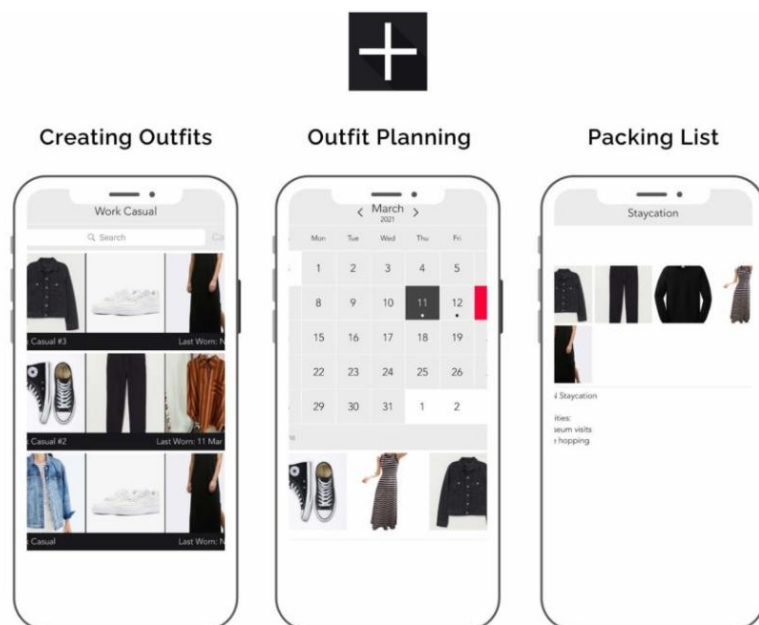 Creating Outfits
Outfit Planning
Packing List
Work Casual
Search
Casual #3
Last Worn: N
Casual #2
Last Worn: 11 Mar
Casual
Last Worn: N
March
2021
Mon Tue Wed Thu Fri
1 2 3 4 5
8 9 10 11 12
15 16 17 18 19
22 23 24 25 26
29 30 31 1 2
Staycation
Staycation
ities:
seum visits
hopping